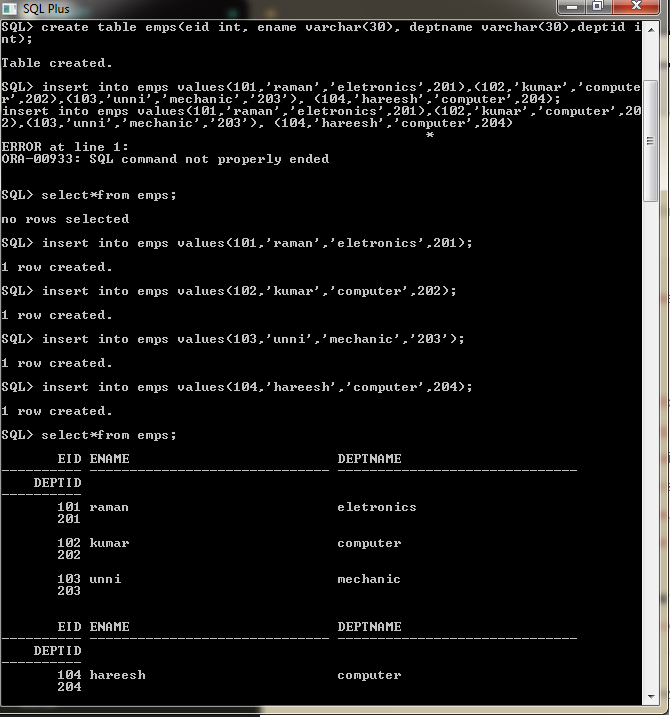 SQL Plus
SQL> create table emps(eid int, ename varchar(30), deptname varchar(30),deptid i
nt);
Table created.
SQL> insert into emps values(101,'raman','eletronics',201),(102,'kumar','compute
r',202),(103,'unni','mechanic','203'), (104,'hareesh','computer',204);
insert into emps values(101,'raman','eletronics',201),(102,'kumar','computer',20
2),(103,'unni','mechanic','203'), (104,'hareesh','computer',204)
*
ERROR at line 1:
ORA-00933: SQL command not properly ended
SQL> select*from emps;
no rows selected
SQL> insert into emps values(101,'raman','eletronics',201);
1 row created.
SQL> insert into emps values(102,'kumar','computer',202);
1 row created.
SQL> insert into emps values(103,'unni','mechanic','203');
1 row created.
SQL> insert into emps values(104,'hareesh','computer',204);
1 row created.
SQL> select*from emps;
EID ENAME DEPTNAME
---------- ------------------------------ ------------------------------
DEPTID
----------
101 raman eletronics
201
102 kumar computer
202
103 unni mechanic
203
EID ENAME DEPTNAME
---------- ------------------------------ ------------------------------
DEPTID
----------
104 hareesh computer
204